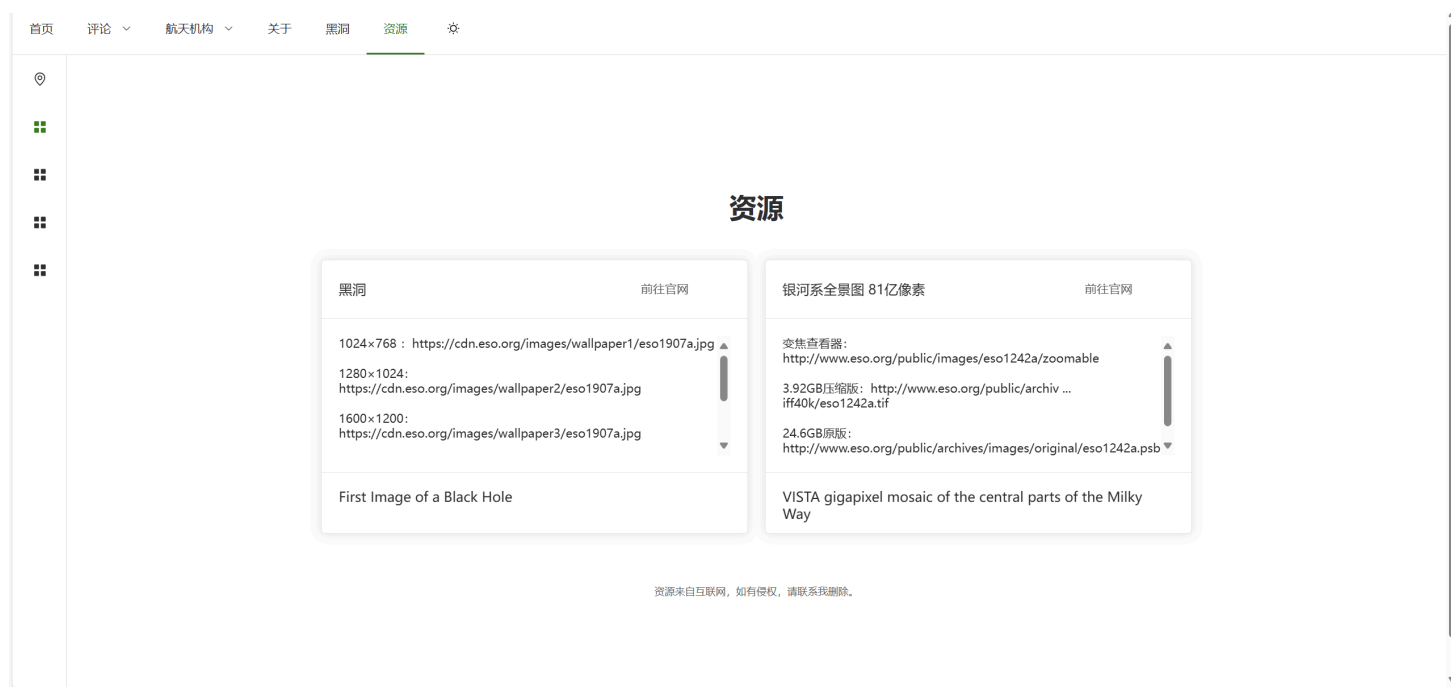 首页 评论 航天机构 关于 黑洞 资源
资源
黑洞 前往官网
1024×768 : https://cdn.eso.org/images/wallpaper1/eso1907a.jpg
1280×1024:
https://cdn.eso.org/images/wallpaper2/eso1907a.jpg
1600×1200:
https://cdn.eso.org/images/wallpaper3/eso1907a.jpg
First Image of a Black Hole
银河系全景图 81亿像素 前往官网
变焦查看器:
http://www.eso.org/public/images/eso1242a/zoomable
3.92GB压缩版: http://www.eso.org/public/archiv ...
iff40k/eso1242a.tif
24.6GB原版:
http://www.eso.org/public/archives/images/original/eso1242a.psb
VISTA gigapixel mosaic of the central parts of the Milky
Way
资源来自互联网，如有侵权，请联系我删除。